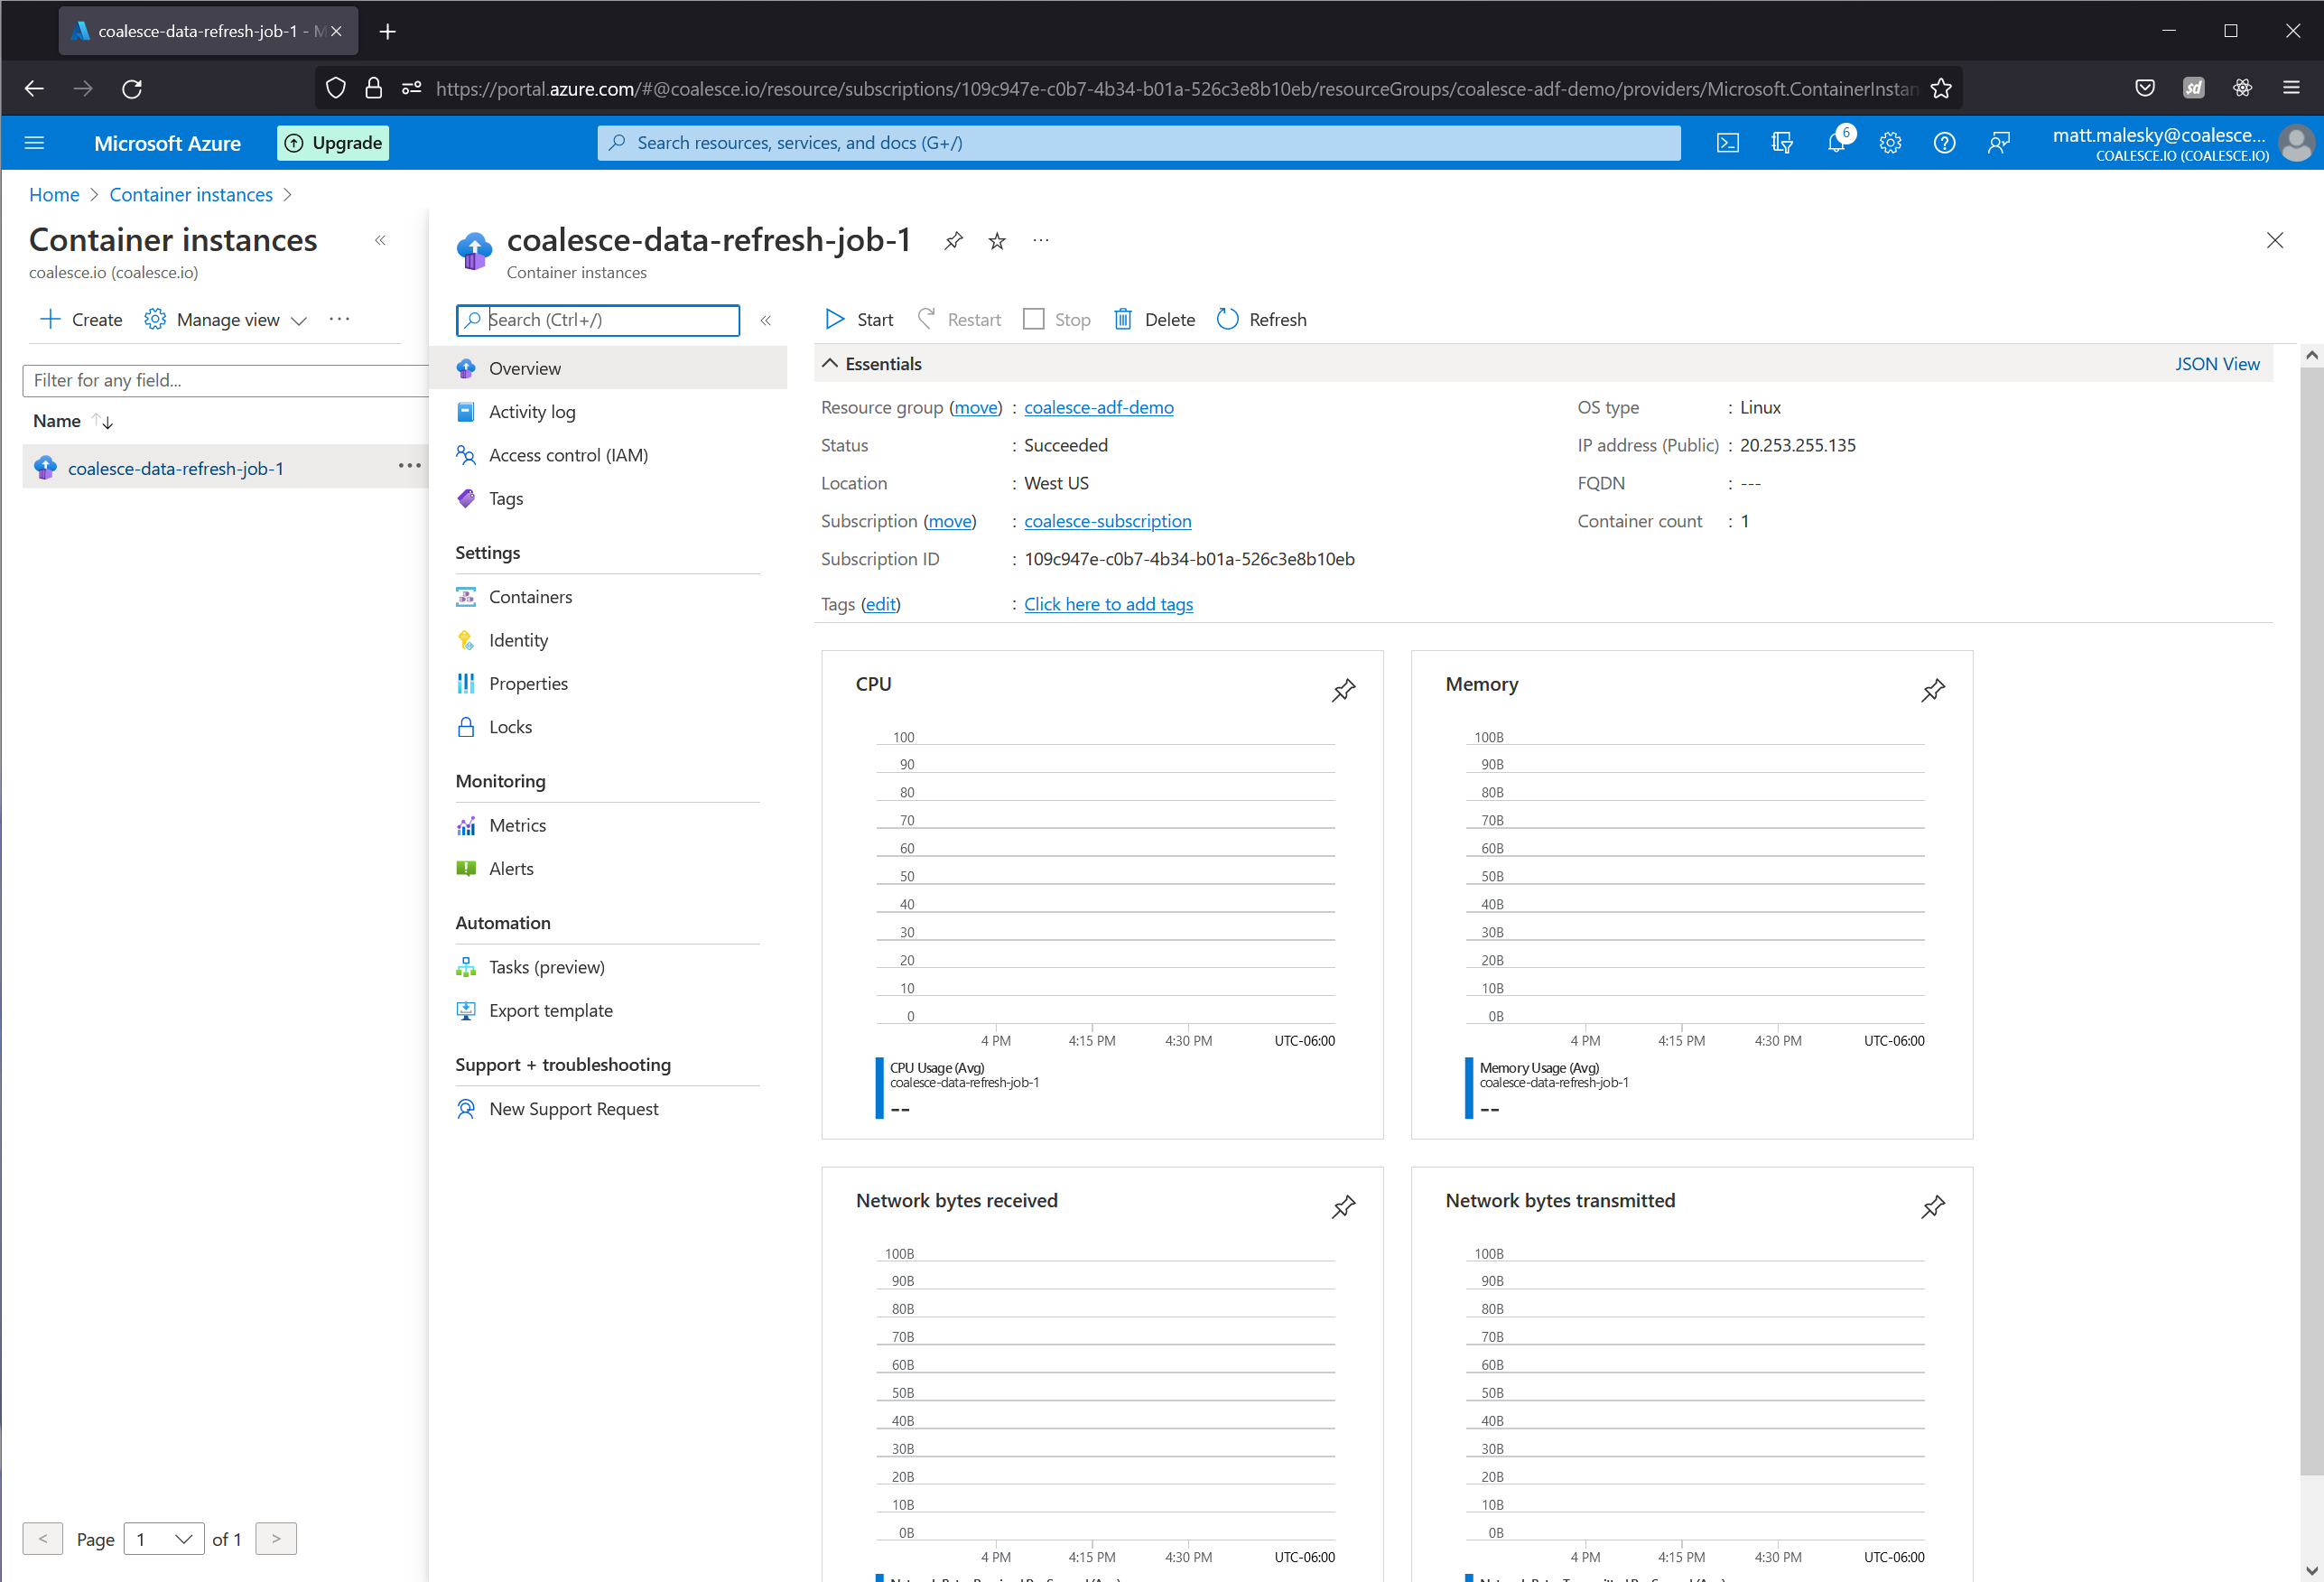 coalesce-data-refresh-job-1 - M
https://portal.azure.com/#@coalesce.io/resource/subscriptions/109c947e-c0b7-4b34-b01a-526c3e8b10eb/resourceGroups/coalesce-adf-demo/providers/Microsoft.ContainerInstan
Microsoft Azure
Upgrade
Search resources, services, and docs (G+/)
6
matt.malesky@coalesce...
COALESCE.IO (COALESCE.IO)
Home > Container instances >
Container instances
coalesce.io (coalesce.io)
Create
Manage view
...
Filter for any field...
Name
coalesce-data-refresh-job-1
...
< Page 1 of 1 >
coalesce-data-refresh-job-1
...
Container instances
Search (Ctrl+/)
Overview
Activity log
Access control (IAM)
Tags
Settings
Containers
Identity
Properties
Locks
Monitoring
Metrics
Alerts
Automation
Tasks (preview)
Export template
Support + troubleshooting
New Support Request
Start
Restart
Stop
Delete
Refresh
Essentials
JSON View
Resource group (move) : coalesce-adf-demo
Status : Succeeded
Location : West US
Subscription (move) : coalesce-subscription
Subscription ID : 109c947e-c0b7-4b34-b01a-526c3e8b10eb
Tags (edit) : Click here to add tags
OS type : Linux
IP address (Public) : 20.253.255.135
FQDN : ---
Container count : 1
CPU
100
90
80
70
60
50
40
30
20
10
0
4 PM 4:15 PM 4:30 PM UTC-06:00
CPU Usage (Avg)
coalesce-data-refresh-job-1
--
Memory
100B
90B
80B
70B
60B
50B
40B
30B
20B
10B
0B
4 PM 4:15 PM 4:30 PM UTC-06:00
Memory Usage (Avg)
coalesce-data-refresh-job-1
--
Network bytes received
100B
90B
80B
70B
60B
50B
40B
30B
20B
10B
0B
4 PM 4:15 PM 4:30 PM UTC-06:00
Network bytes transmitted
100B
90B
80B
70B
60B
50B
40B
30B
20B
10B
0B
4 PM 4:15 PM 4:30 PM UTC-06:00